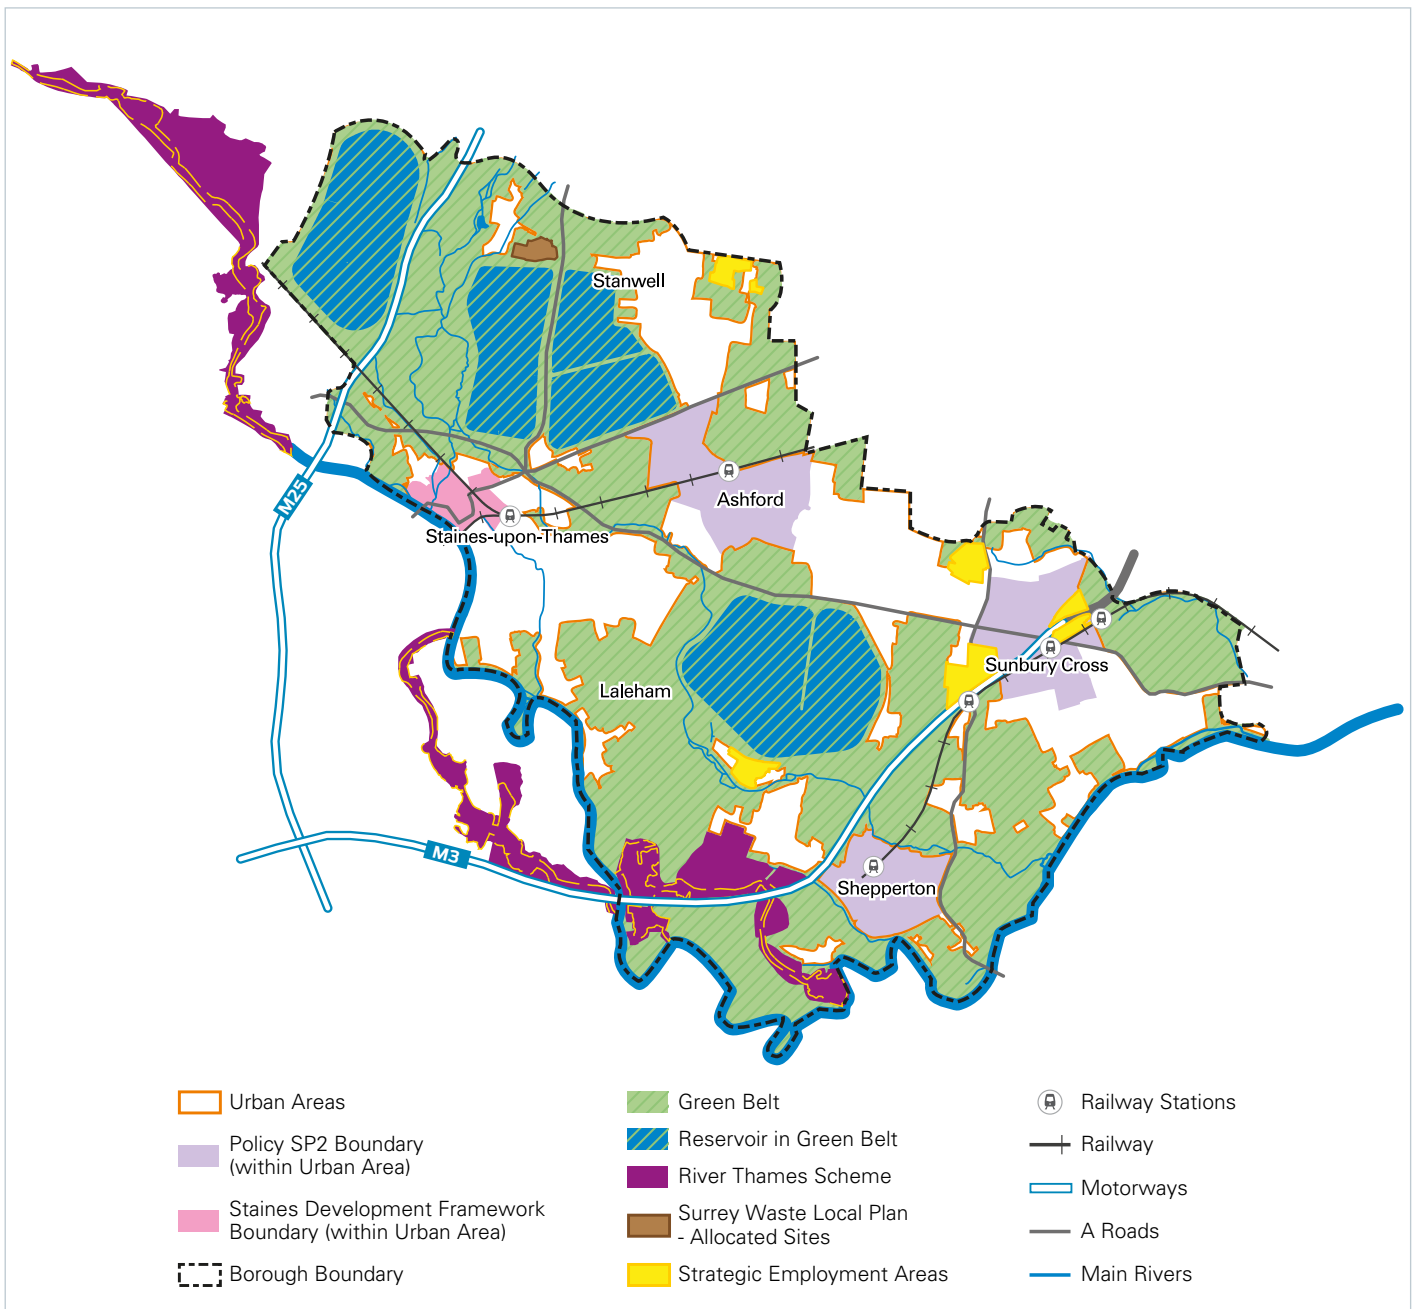 Stanwell
Ashford
M25
Staines-upon-Thames
Sunbury Cross
Laleham
M3
Shepperton
Urban Areas
Policy SP2 Boundary
(within Urban Area)
Staines Development Framework
Boundary (within Urban Area)
Borough Boundary
Green Belt
Reservoir in Green Belt
River Thames Scheme
Surrey Waste Local Plan
- Allocated Sites
Strategic Employment Areas
Railway Stations
Railway
Motorways
A Roads
Main Rivers